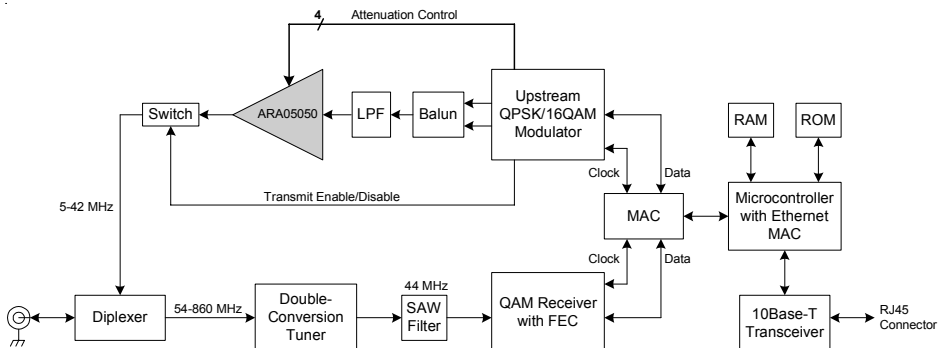 4 Attenuation Control
Upstream
QPSK/16QAM
Modulator
ARA05050
Switch
LPF
Balun
RAM
ROM
Transmit Enable/Disable
Clock
Data
5-42 MHz
MAC
Microcontroller
with Ethernet
MAC
Clock
Data
44 MHz
54-860 MHz
Diplexer
Double-
Conversion
Tuner
SAW
Filter
QAM Receiver
with FEC
10Base-T
Transceiver
RJ45
Connector